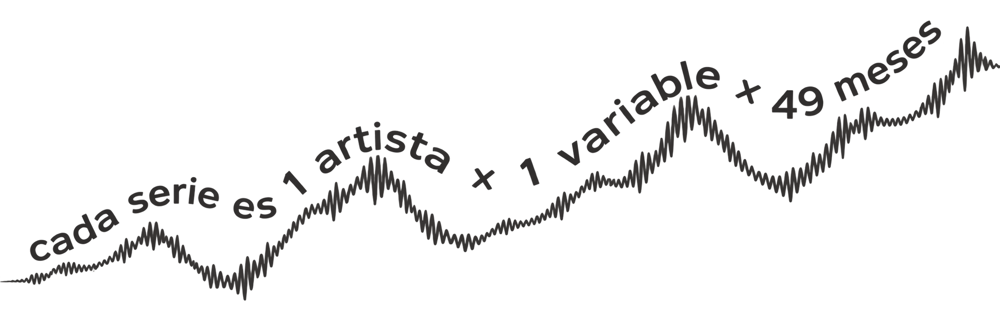 cada serie es 1 artista × 1 variable × 49 meses